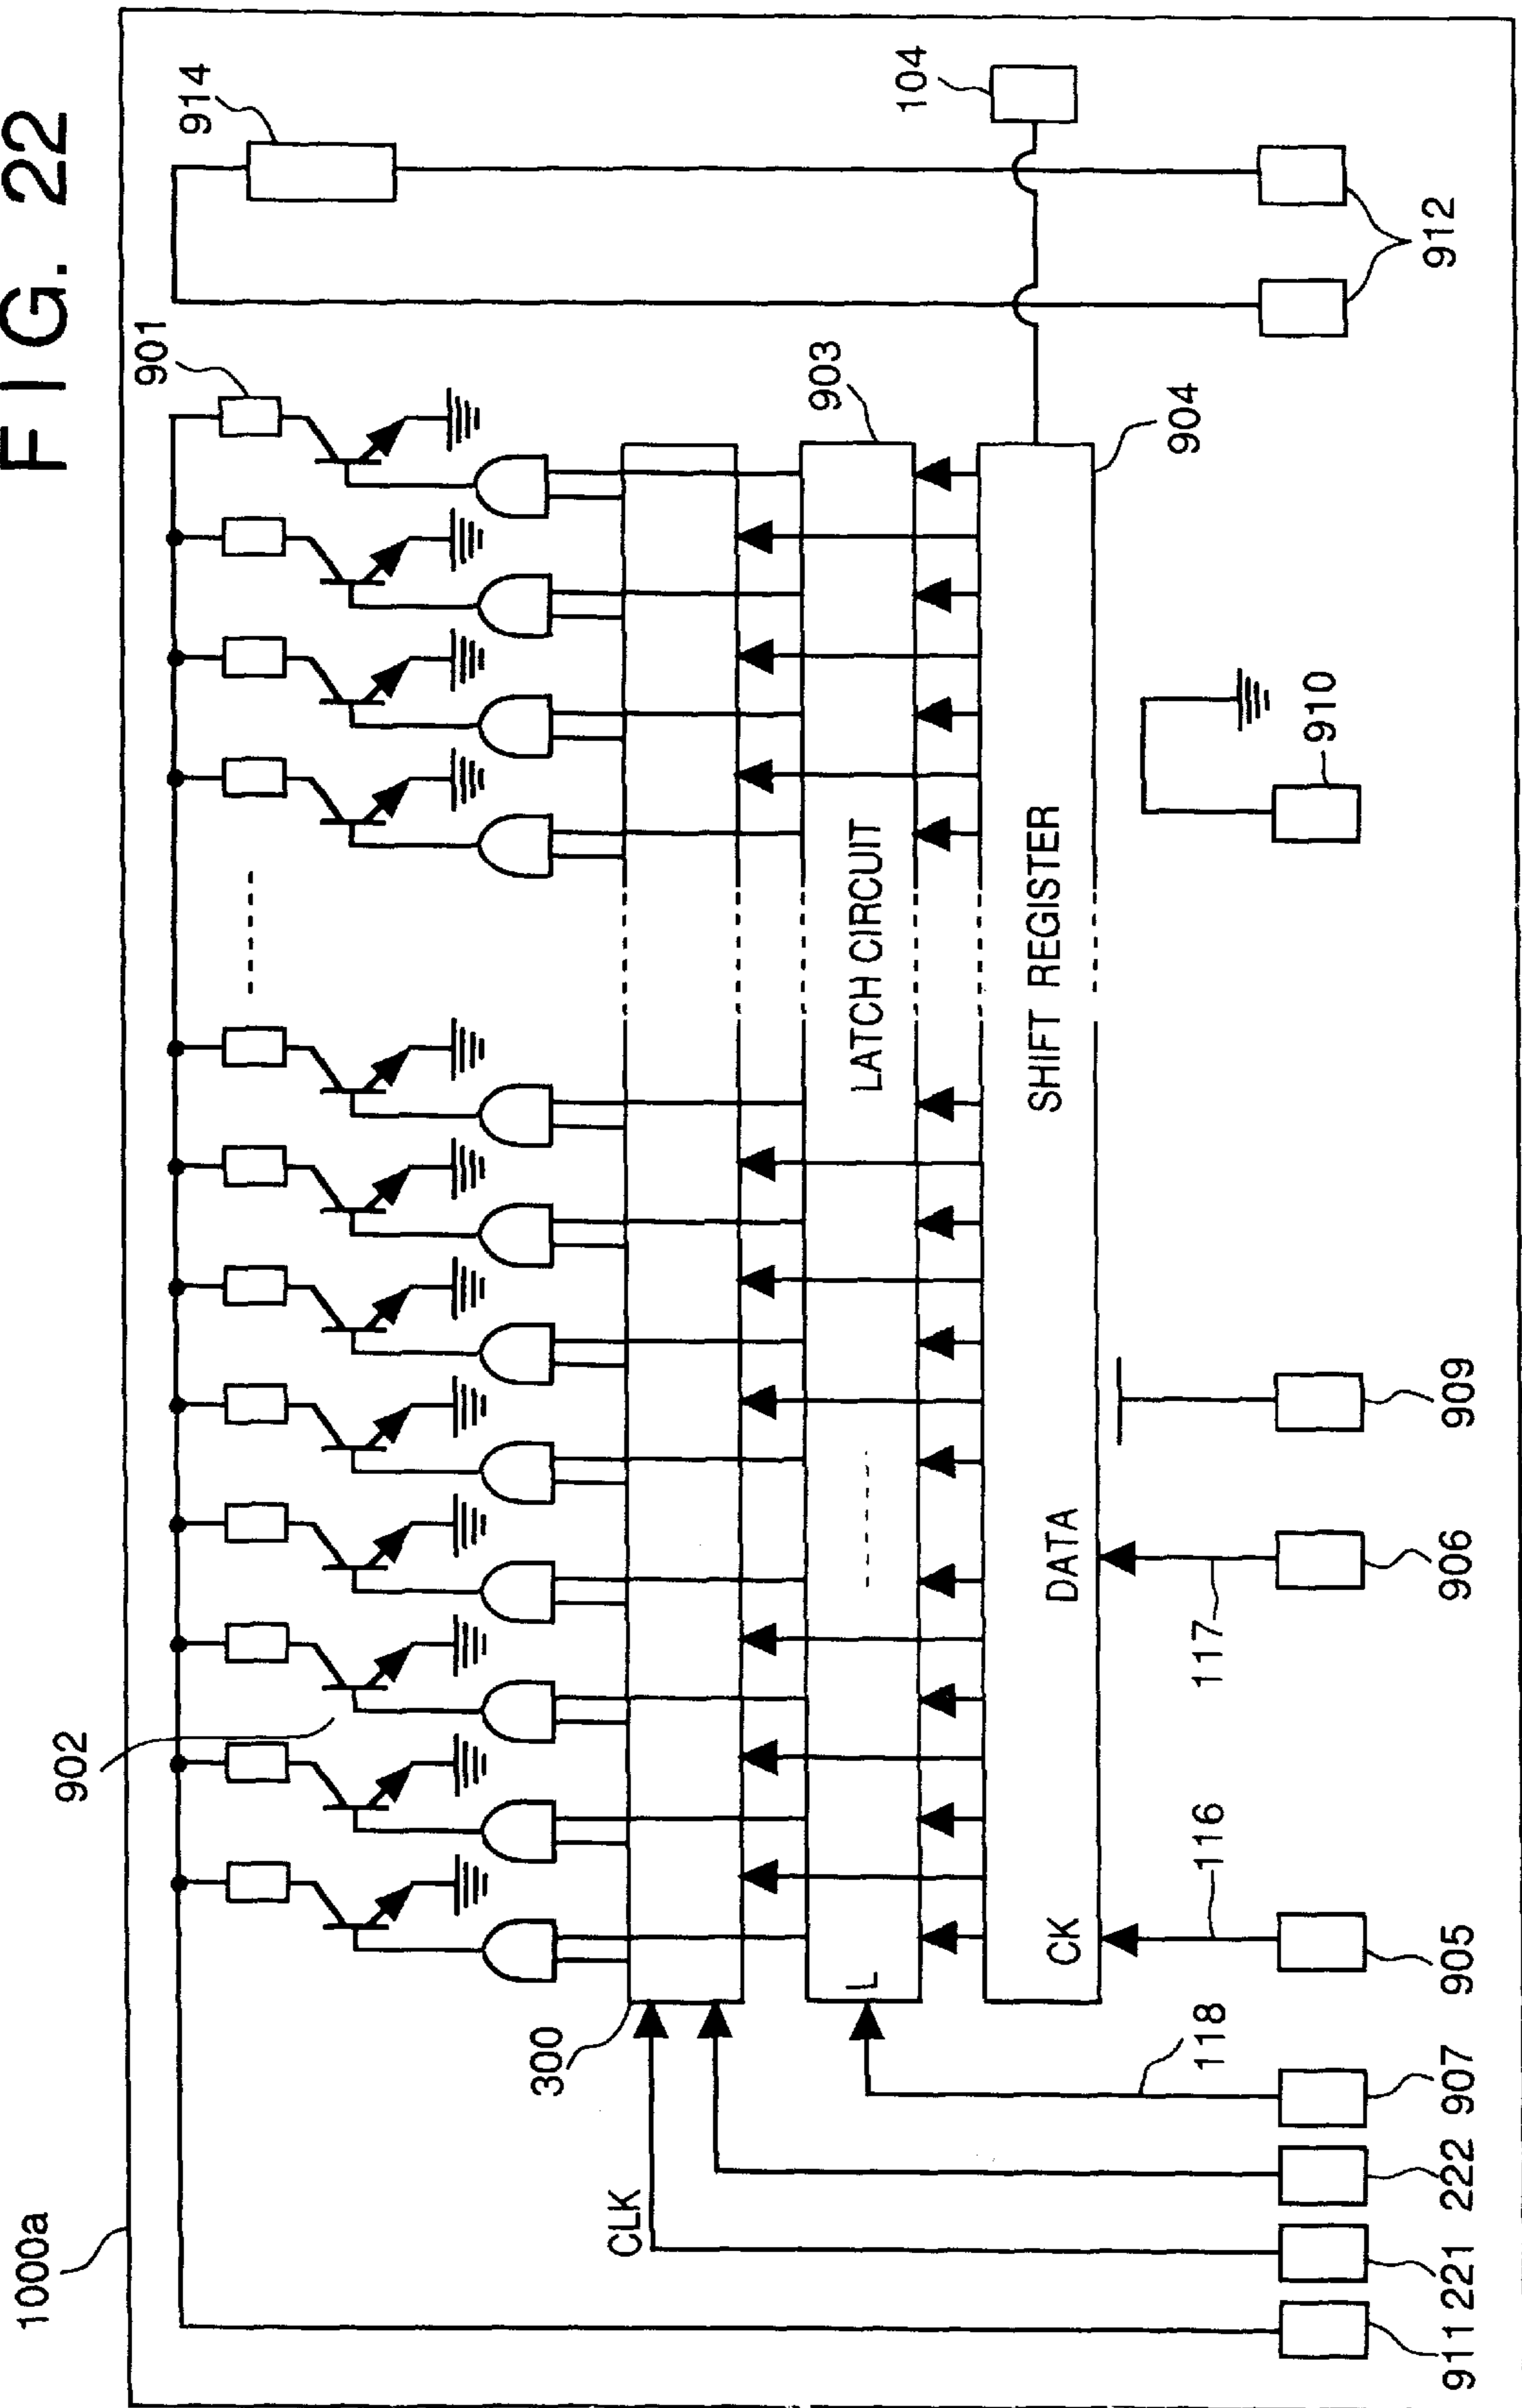 FIG. 22
1000a
902
901
914
300
CLK
903
104
LATCH CIRCUIT
L
SHIFT REGISTER
904
CK
DATA
118
116
117
911
221
222
907
905
906
909
910
912